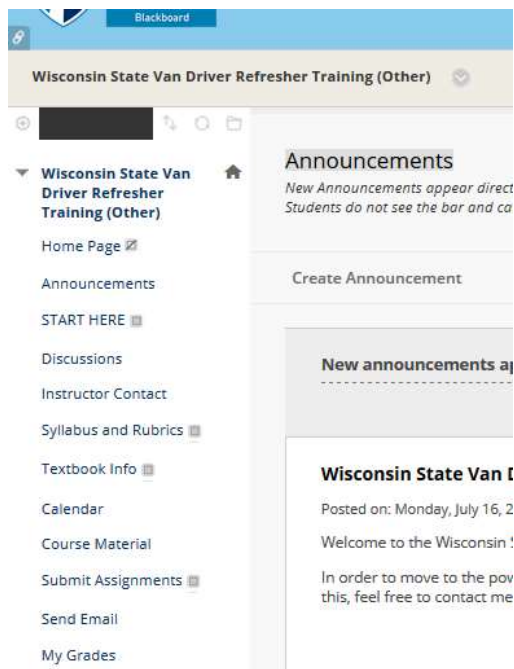 Blackboard
Wisconsin State Van Driver Refresher Training (Other)
Wisconsin State Van
Driver Refresher
Training (Other)
Home Page
Announcements
START HERE
Discussions
Instructor Contact
Syllabus and Rubrics
Textbook Info
Calendar
Course Material
Submit Assignments
Send Email
My Grades
Announcements
New Announcements appear direct
Students do not see the bar and ca
Create Announcement
New announcements ap
Wisconsin State Van D
Posted on: Monday, July 16, 2
Welcome to the Wisconsin S
In order to move to the pow
this, feel free to contact me